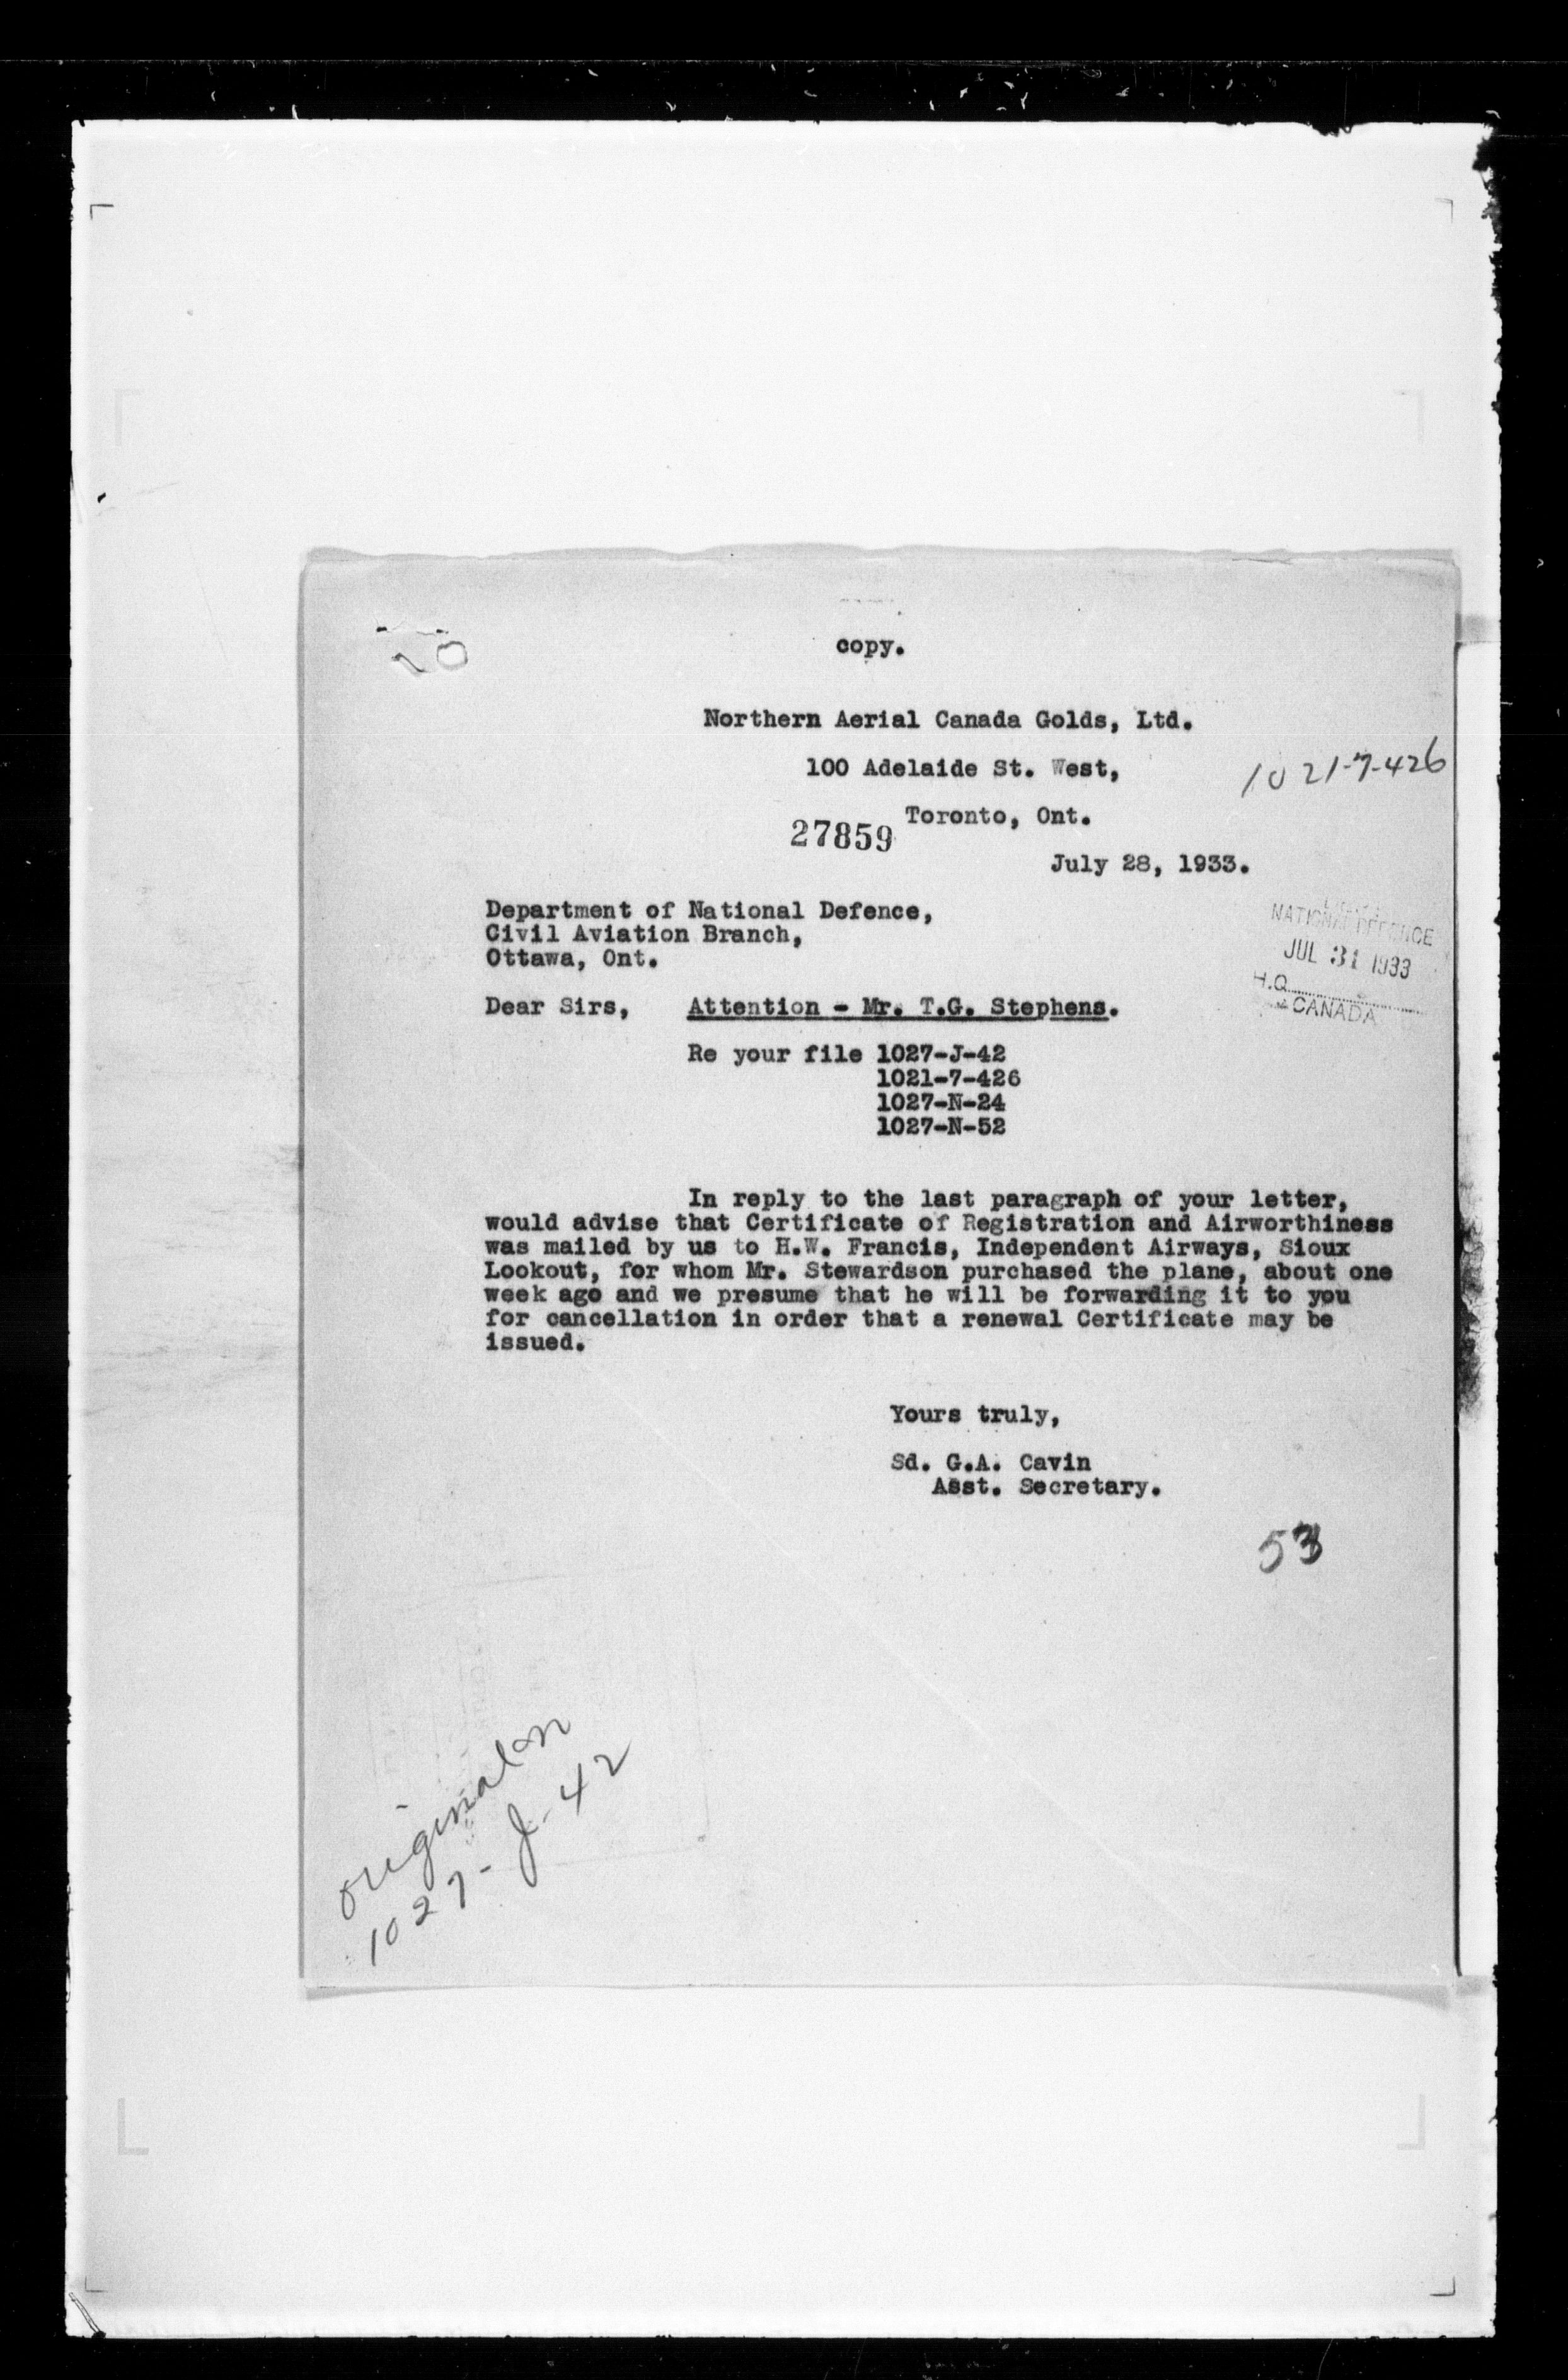 copy.
Northern Aerial Canada Golds, Ltd.
100 Adelaide St. West,
1021-7-426
Toronto, Ont.
27859
July 28, 1933.
Department of National Defence,
Civil Aviation Branch,
Ottawa, Ont.
NATIONAL DEFENCE
JUL 31 1933
H.Q.
CANADA
Dear Sirs, Attention - Mr. T.G. Stephens.
Re your file 1027-J-42
1021-7-426
1027-N-24
1027-N-52
In reply to the last paragraph of your letter,
would advise that Certificate of Registration and Airworthiness
was mailed by us to H.W. Francis, Independent Airways, Sioux
Lookout, for whom Mr. Stewardson purchased the plane, about one
week ago and we presume that he will be forwarding it to you
for cancellation in order that a renewal Certificate may be
issued.
Yours truly,
Sd. G.A. Cavin
Asst. Secretary.
53
original on
1027-J-42